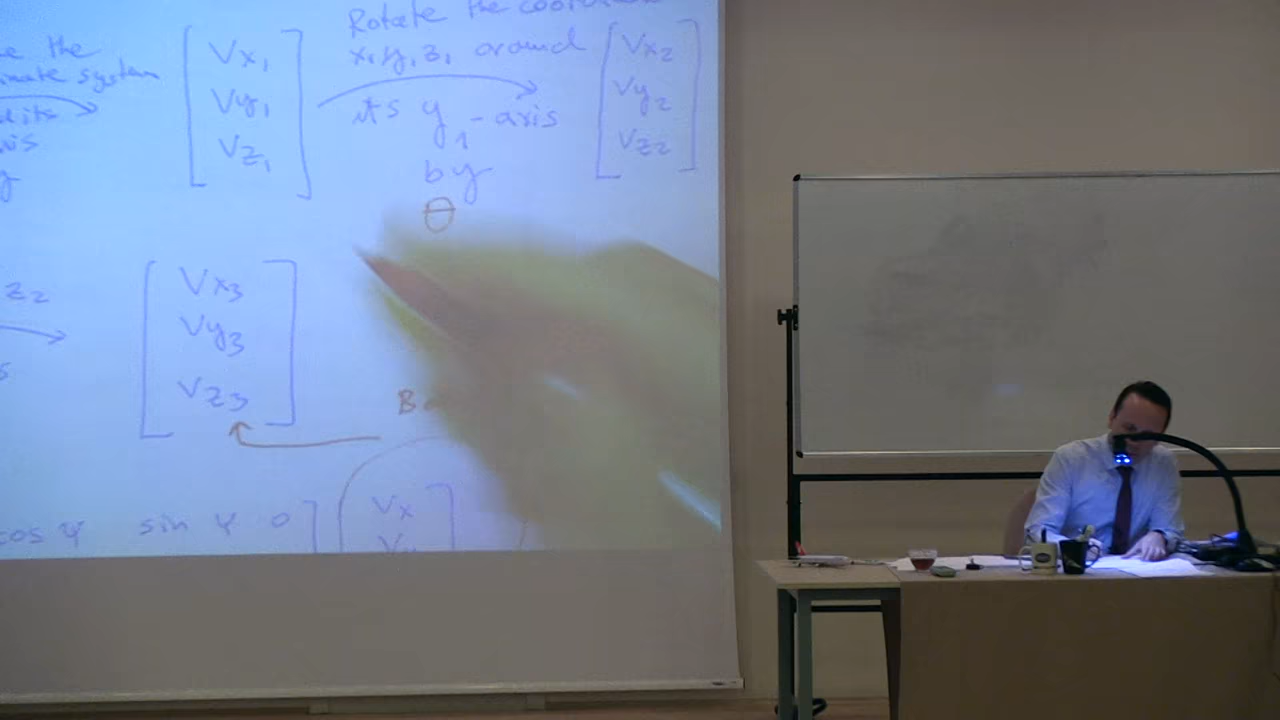 Rotate the coordina
x₁y₁z₁ around
its y₁-axis
by
θ
e the
inate system
its
xis
Vx₁
Vy₁
Vz₁
Vx₂
Vy₂
Vz₂
z₂
s
Vx₃
Vy₃
Vz₃
B
cos ψ sin ψ 0
Vx